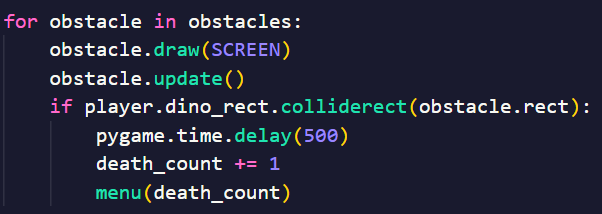 for obstacle in obstacles:
    obstacle.draw(SCREEN)
    obstacle.update()
    if player.dino_rect.colliderect(obstacle.rect):
        pygame.time.delay(500)
        death_count += 1
        menu(death_count)